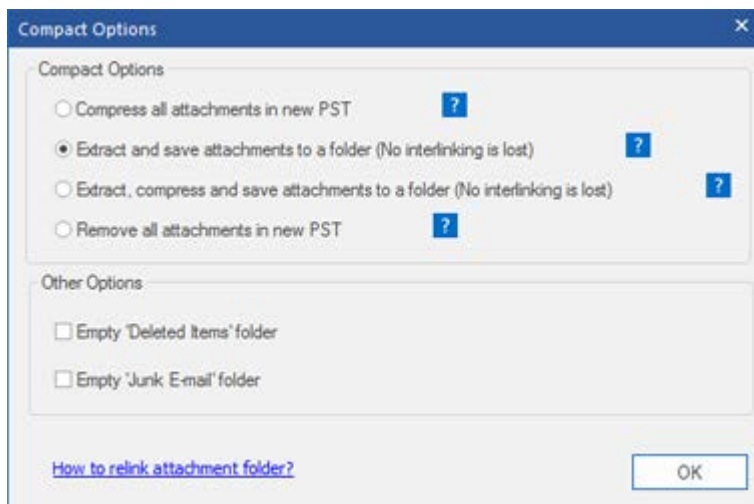 Compact Options
Compact Options
Compress all attachments in new PST ?
Extract and save attachments to a folder (No interlinking is lost) ?
Extract, compress and save attachments to a folder (No interlinking is lost) ?
Remove all attachments in new PST ?
Other Options
Empty 'Deleted Items' folder
Empty 'Junk E-mail' folder
How to relink attachment folder?
OK